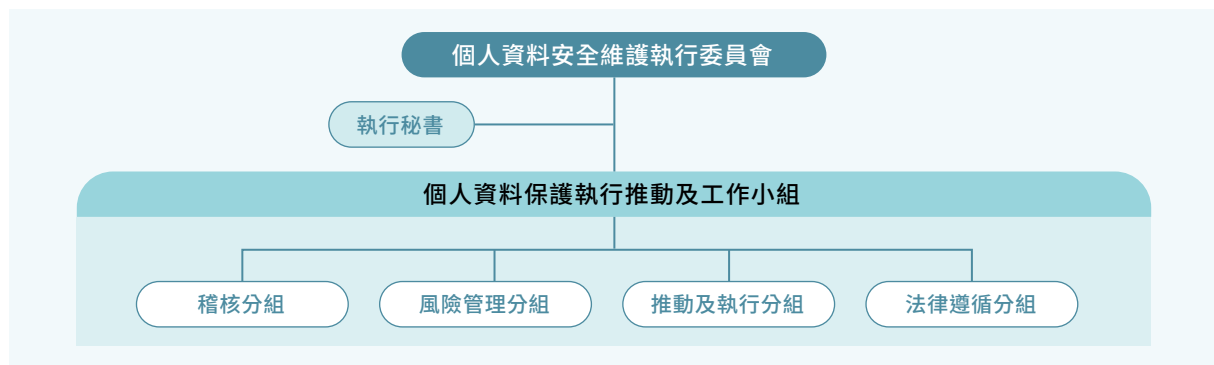 個人資料安全維護執行委員會
執行秘書
個人資料保護執行推動及工作小組
稽核分組
風險管理分組
推動及執行分組
法律遵循分組